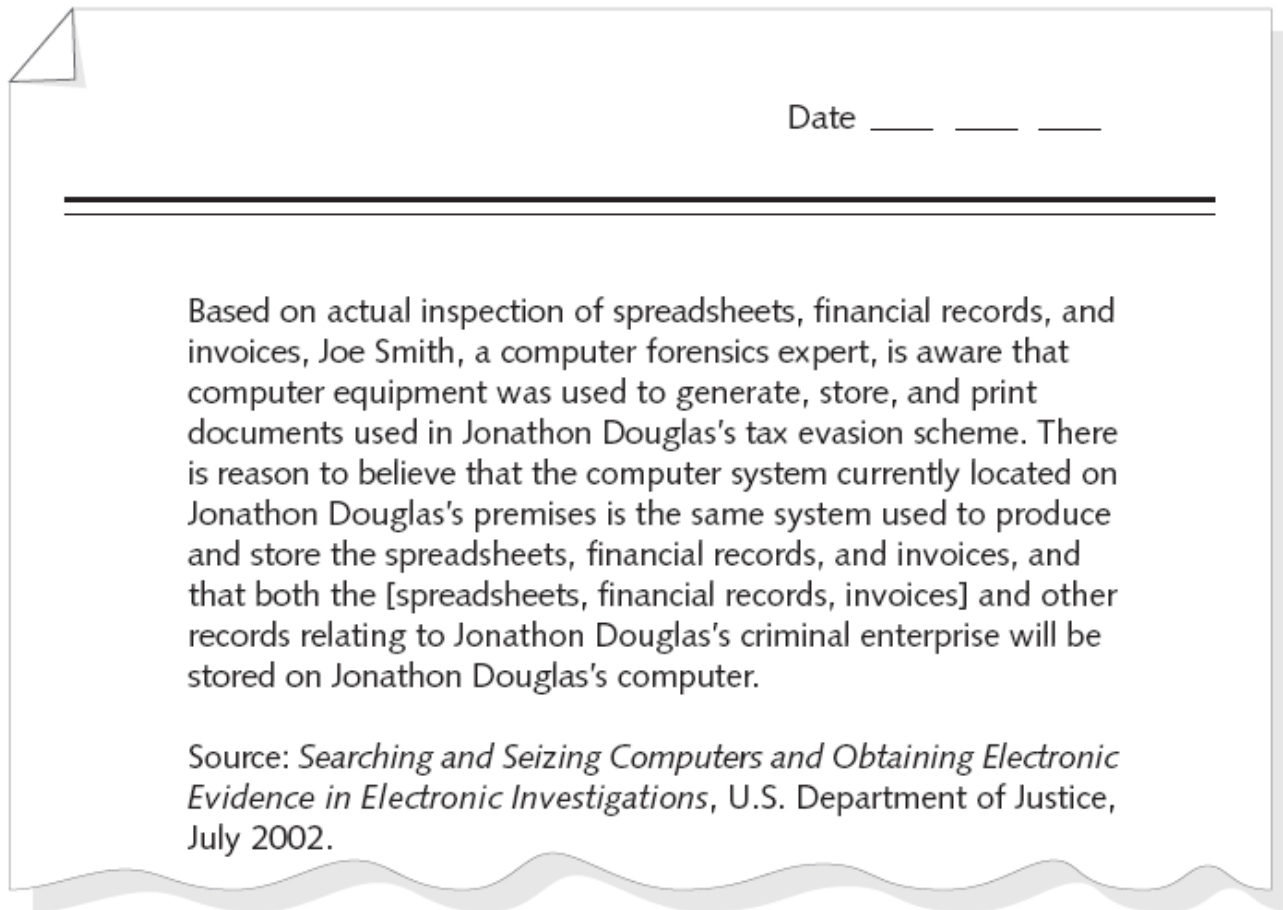 Date ____ ____ ____
Based on actual inspection of spreadsheets, financial records, and
invoices, Joe Smith, a computer forensics expert, is aware that
computer equipment was used to generate, store, and print
documents used in Jonathon Douglas's tax evasion scheme. There
is reason to believe that the computer system currently located on
Jonathon Douglas's premises is the same system used to produce
and store the spreadsheets, financial records, and invoices, and
that both the [spreadsheets, financial records, invoices] and other
records relating to Jonathon Douglas's criminal enterprise will be
stored on Jonathon Douglas's computer.
Source: Searching and Seizing Computers and Obtaining Electronic
Evidence in Electronic Investigations, U.S. Department of Justice,
July 2002.